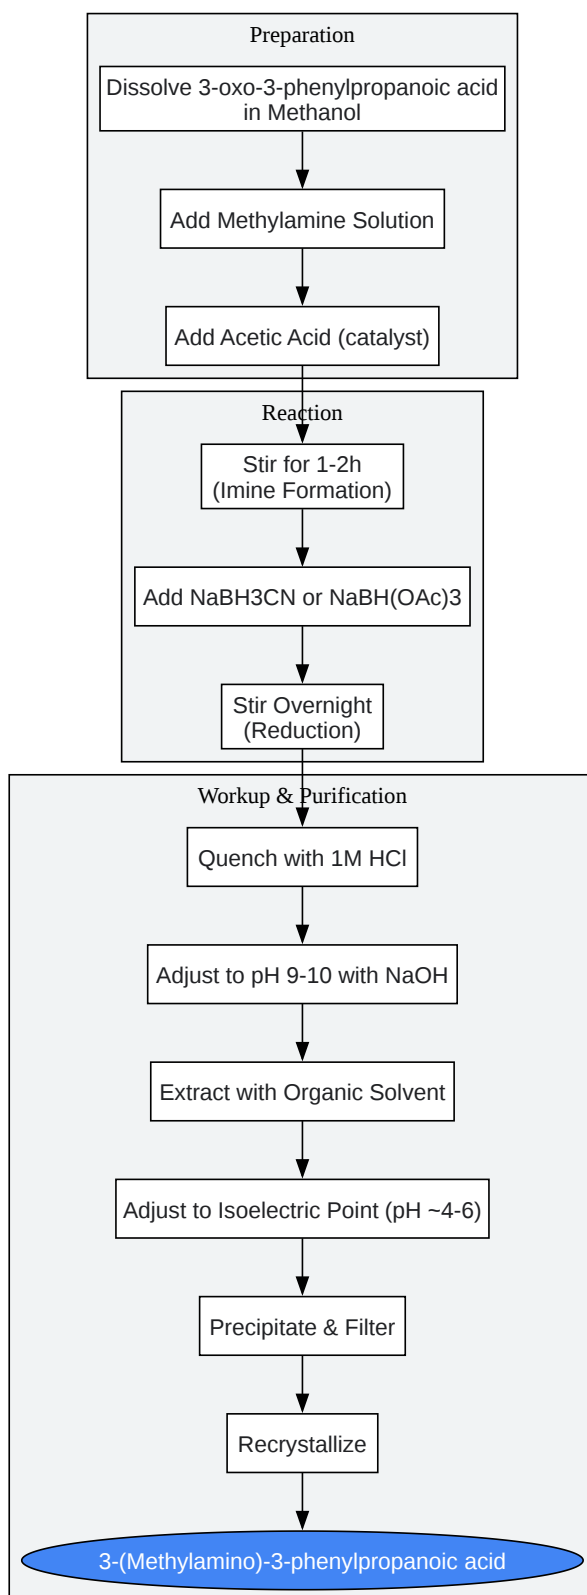 Preparation
Dissolve 3-oxo-3-phenylpropanoic acid
in Methanol
Add Methylamine Solution
Add Acetic Acid (catalyst)
Reaction
Stir for 1-2h
(Imine Formation)
Add NaBH3CN or NaBH(OAc)3
Stir Overnight
(Reduction)
Workup & Purification
Quench with 1M HCl
Adjust to pH 9-10 with NaOH
Extract with Organic Solvent
Adjust to Isoelectric Point (pH ~4-6)
Precipitate & Filter
Recrystallize
3-(Methylamino)-3-phenylpropanoic acid